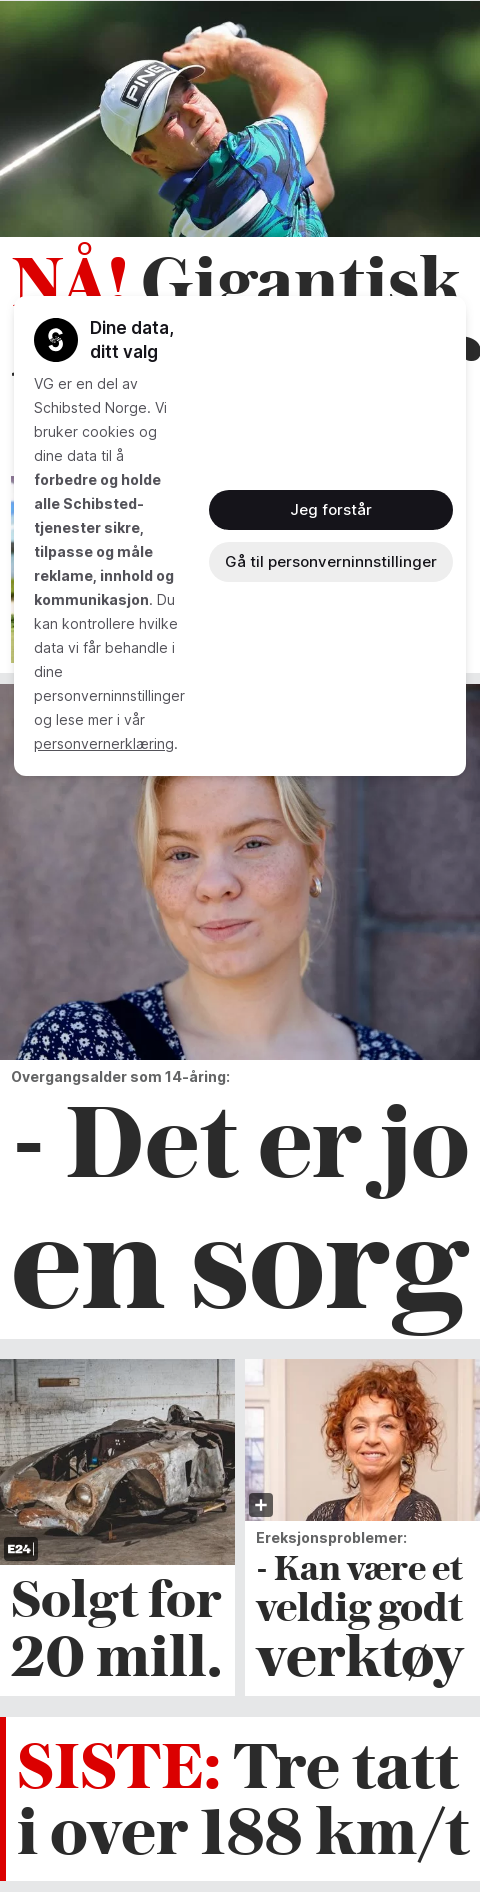 PING
NÅ! Gigantisk
Dine data,
ditt valg
VG er en del av
Schibsted Norge. Vi
bruker cookies og
dine data til å
forbedre og holde
alle Schibsted-
tjenester sikre,
tilpasse og måle
reklame, innhold og
kommunikasjon. Du
kan kontrollere hvilke
data vi får behandle i
dine
personverninnstillinger
og lese mer i vår
personvernerklæring.
Jeg forstår
Gå til personverninnstillinger
Overgangsalder som 14-åring:
- Det er jo
en sorg
E24
Solgt for
20 mill.
Ereksjonsproblemer:
- Kan være et
veldig godt
verktøy
SISTE: Tre tatt
i over 188 km/t